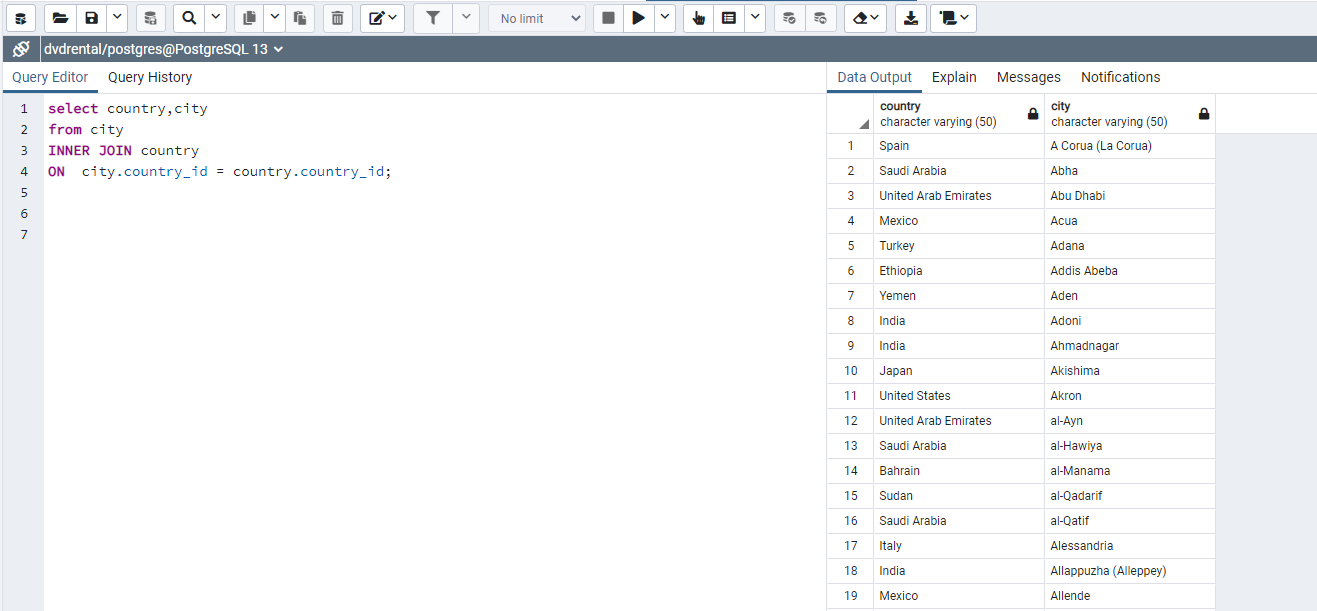 No limit
dvdrental/postgres@PostgreSQL 13
Query Editor Query History
1 select country,city
2 from city
3 INNER JOIN country
4 ON city.country_id = country.country_id;
5
6
7
Data Output Explain Messages Notifications
country city
character varying (50) character varying (50)
1 Spain A Corua (La Corua)
2 Saudi Arabia Abha
3 United Arab Emirates Abu Dhabi
4 Mexico Acua
5 Turkey Adana
6 Ethiopia Addis Abeba
7 Yemen Aden
8 India Adoni
9 India Ahmadnagar
10 Japan Akishima
11 United States Akron
12 United Arab Emirates al-Ayn
13 Saudi Arabia al-Hawiya
14 Bahrain al-Manama
15 Sudan al-Qadarif
16 Saudi Arabia al-Qatif
17 Italy Alessandria
18 India Allappuzha (Alleppey)
19 Mexico Allende